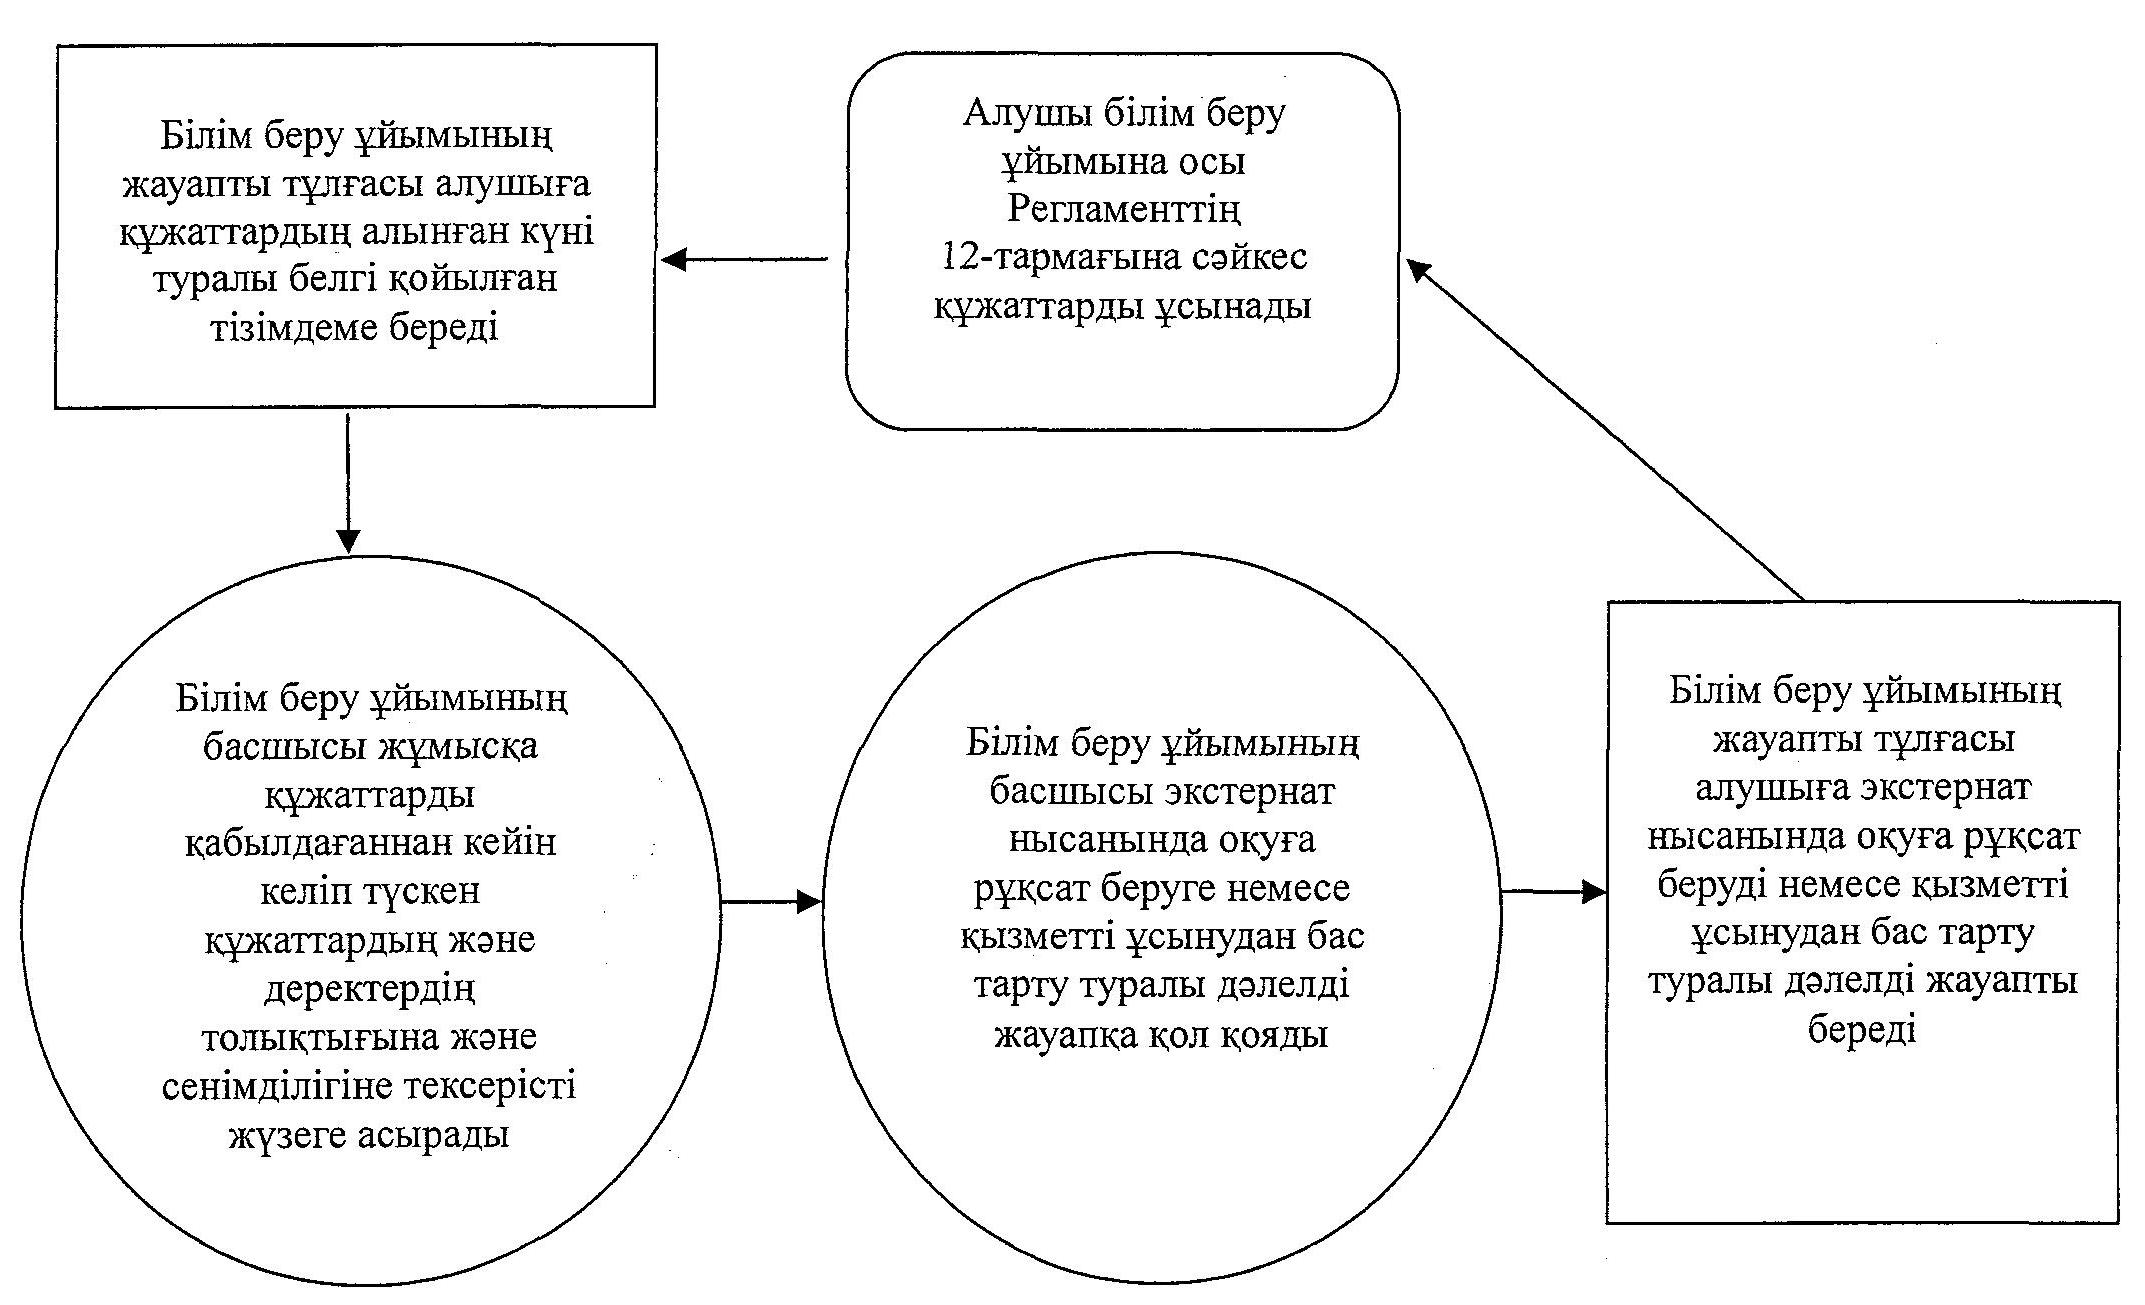 Білім беру ұйымының
жауапты тұлғасы алушыға
құжаттардың алынған күні
туралы белгі қойылған
тізімдеме береді
Алушы білім беру
ұйымына осы
Регламенттің
12-тармағына сәйкес
құжаттарды ұсынады
Білім беру ұйымының
басшысы жұмысқа
құжаттарды
қабылдағаннан кейін
келіп түскен
құжаттардың және
деректердің
толықтығына және
сенімділігіне тексерісті
жүзеге асырады
Білім беру ұйымының
басшысы экстернат
нысанында оқуға
рұқсат беруге немесе
қызметті ұсынудан бас
тарту туралы дәлелді
жауапқа қол қояды
Білім беру ұйымының
жауапты тұлғасы
алушыға экстернат
нысанында оқуға рұқсат
беруді немесе қызметті
ұсынудан бас тарту
туралы дәлелді жауапты
береді